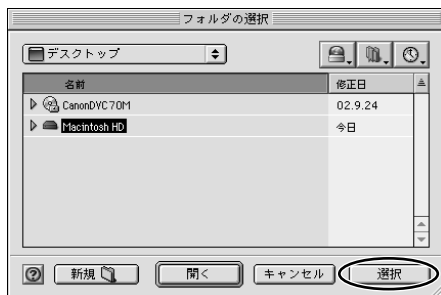 フォルダの選択
デスクトップ
名前 修正日
CanonDVC70M 02.9.24
Macintosh HD 今日
新規 開く キャンセル 選択